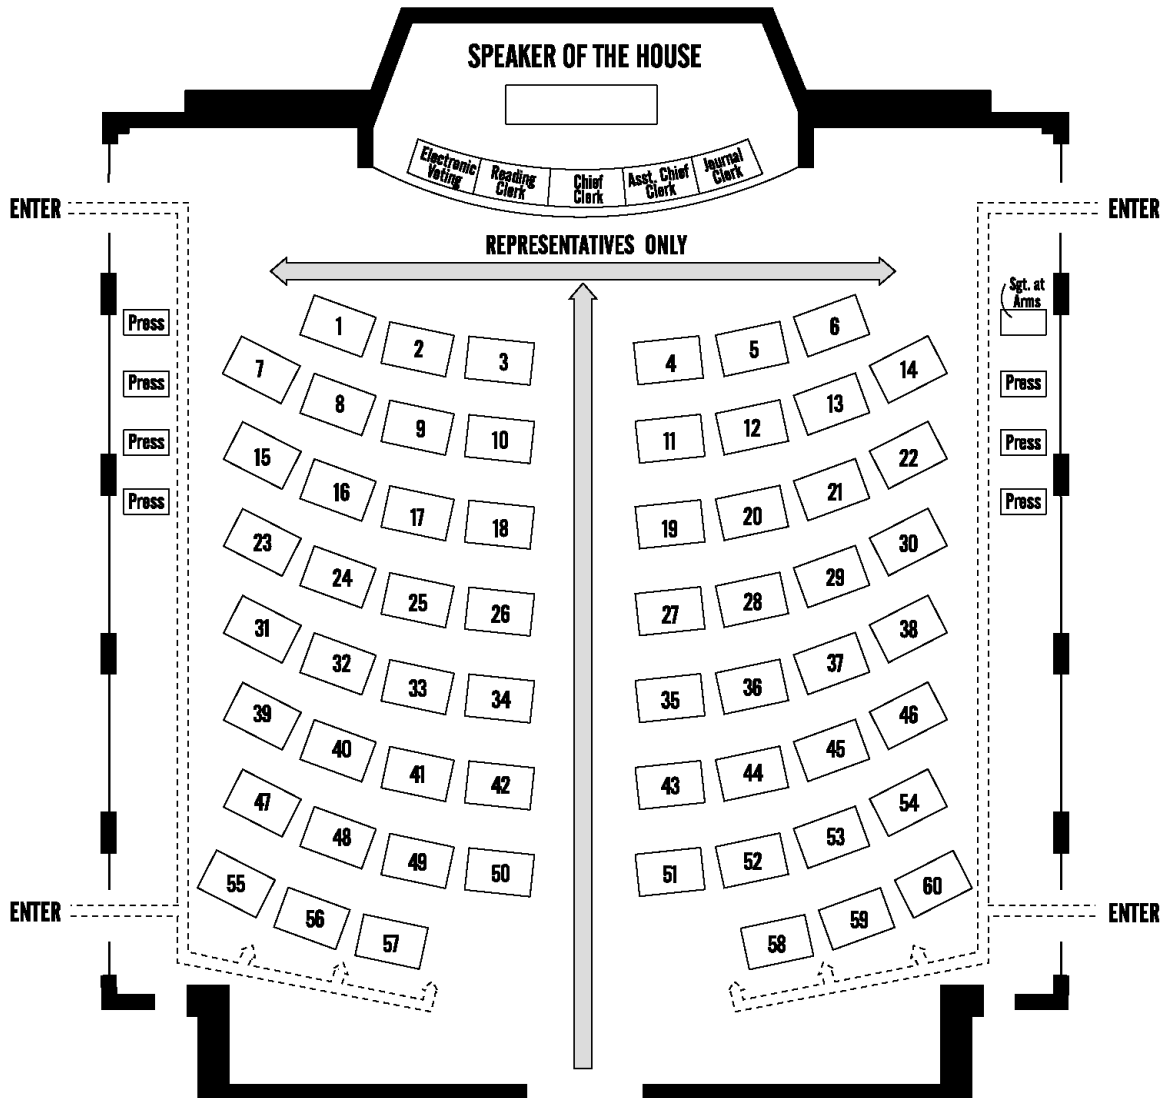 SPEAKER OF THE HOUSE
Electronic
Voting
Reading
Clerk
Chief
Clerk
Asst. Chief
Clerk
Journal
Clerk
ENTER
ENTER
REPRESENTATIVES ONLY
Sgt. at
Arms
Press
Press
Press
Press
Press
Press
Press
1 2 3 4 5 6
7 8 9 10 11 12 13 14
15 16 17 18 19 20 21 22
23 24 25 26 27 28 29 30
31 32 33 34 35 36 37 38
39 40 41 42 43 44 45 46
47 48 49 50 51 52 53 54
55 56 57 58 59 60
ENTER
ENTER